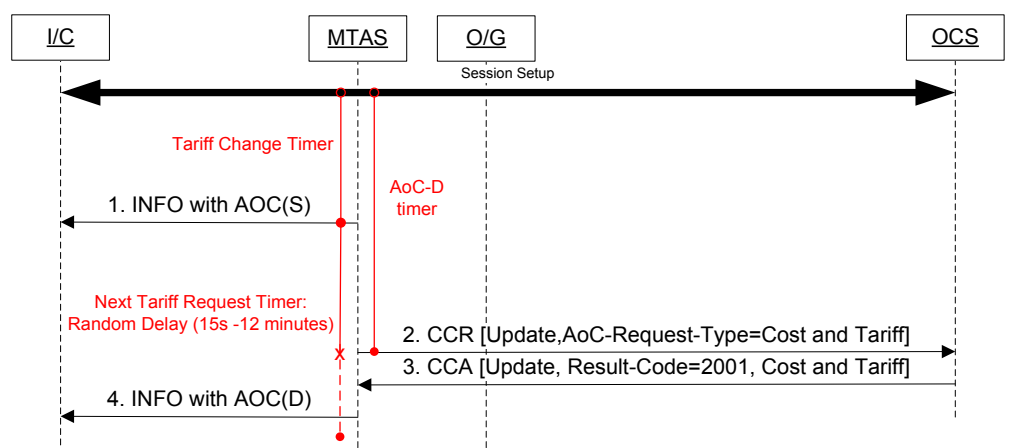 I/C
MTAS
O/G
OCS
Session Setup
Tariff Change Timer
AoC-D
timer
1. INFO with AOC(S)
Next Tariff Request Timer:
Random Delay (15s -12 minutes)
2. CCR [Update,AoC-Request-Type=Cost and Tariff]
3. CCA [Update, Result-Code=2001, Cost and Tariff]
4. INFO with AOC(D)